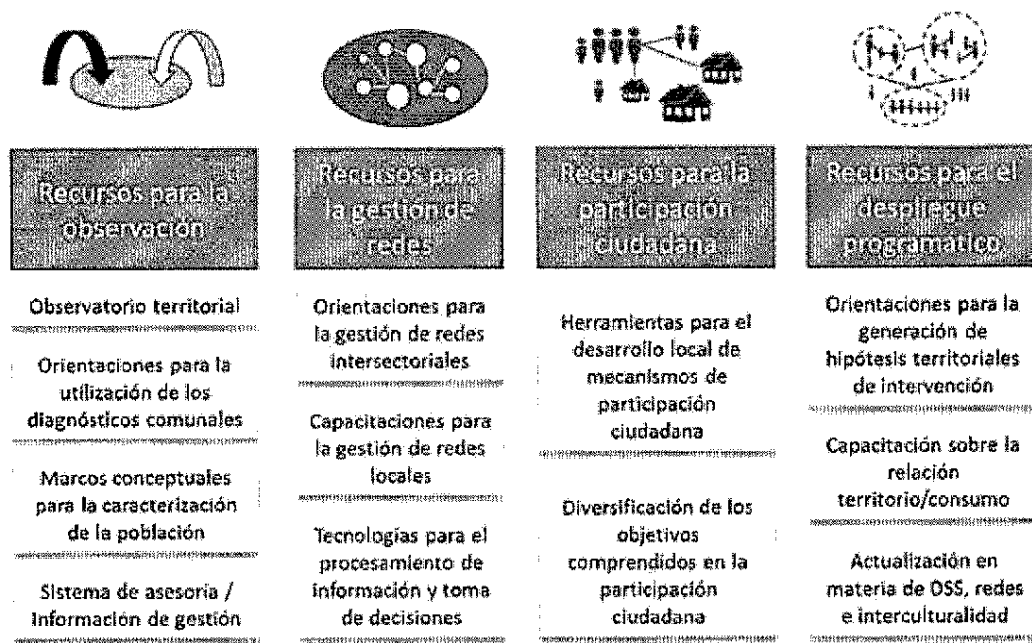 Recursos para la
observación
Observatorio territorial
Orientaciones para la
utilización de los
diagnósticos comunales
Marcos conceptuales
para la caracterización
de la población
Sistema de asesoría /
Información de gestión
Recursos para
la gestión de
redes
Orientaciones para
la gestión de redes
intersectoriales
Capacitaciones para
la gestión de redes
locales
Tecnologías para el
procesamiento de
información y toma
de decisiones
Recursos para la
participación
ciudadana
Herramientas para el
desarrollo local de
mecanismos de
participación
ciudadana
Diversificación de los
objetivos
comprendidos en la
participación
ciudadana
Recursos para el
despliegue
programático
Orientaciones para la
generación de
hipótesis territoriales
de intervención
Capacitación sobre la
relación
territorio/consumo
Actualización en
materia de DSS, redes
e interculturalidad